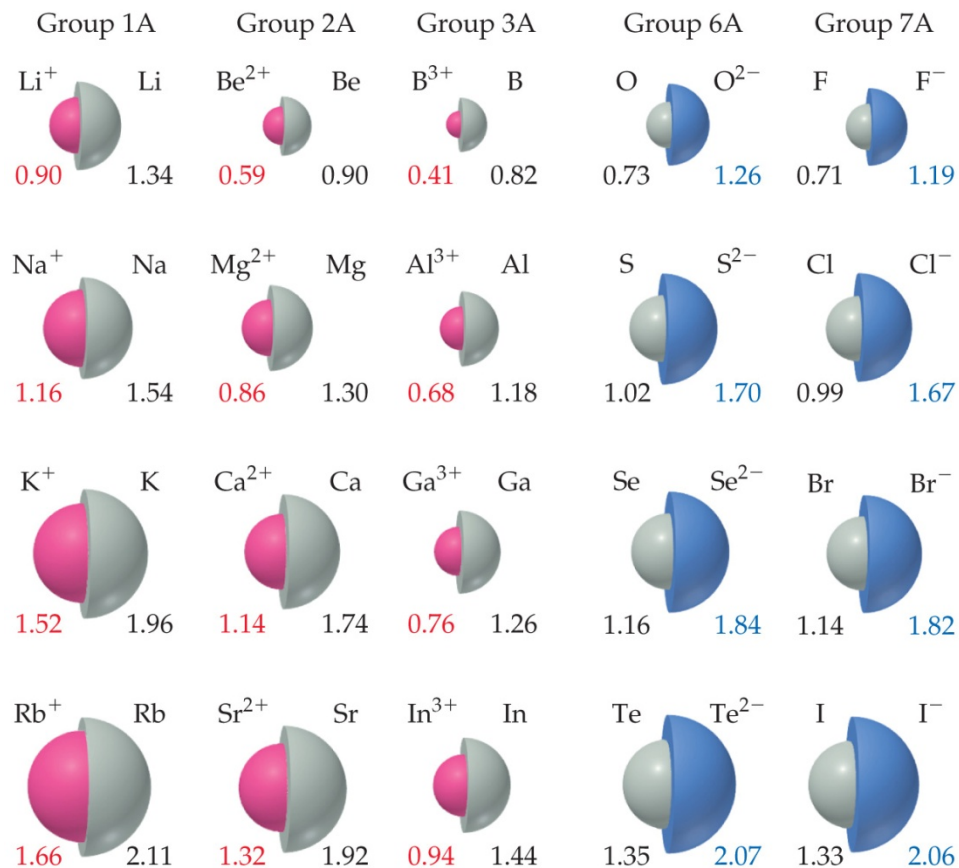 Group 1A Group 2A Group 3A Group 6A Group 7A
Li⁺ Li Be²⁺ Be B³⁺ B O O²⁻ F F⁻
0.90 1.34 0.59 0.90 0.41 0.82 0.73 1.26 0.71 1.19
Na⁺ Na Mg²⁺ Mg Al³⁺ Al S S²⁻ Cl Cl⁻
1.16 1.54 0.86 1.30 0.68 1.18 1.02 1.70 0.99 1.67
K⁺ K Ca²⁺ Ca Ga³⁺ Ga Se Se²⁻ Br Br⁻
1.52 1.96 1.14 1.74 0.76 1.26 1.16 1.84 1.14 1.82
Rb⁺ Rb Sr²⁺ Sr In³⁺ In Te Te²⁻ I I⁻
1.66 2.11 1.32 1.92 0.94 1.44 1.35 2.07 1.33 2.06